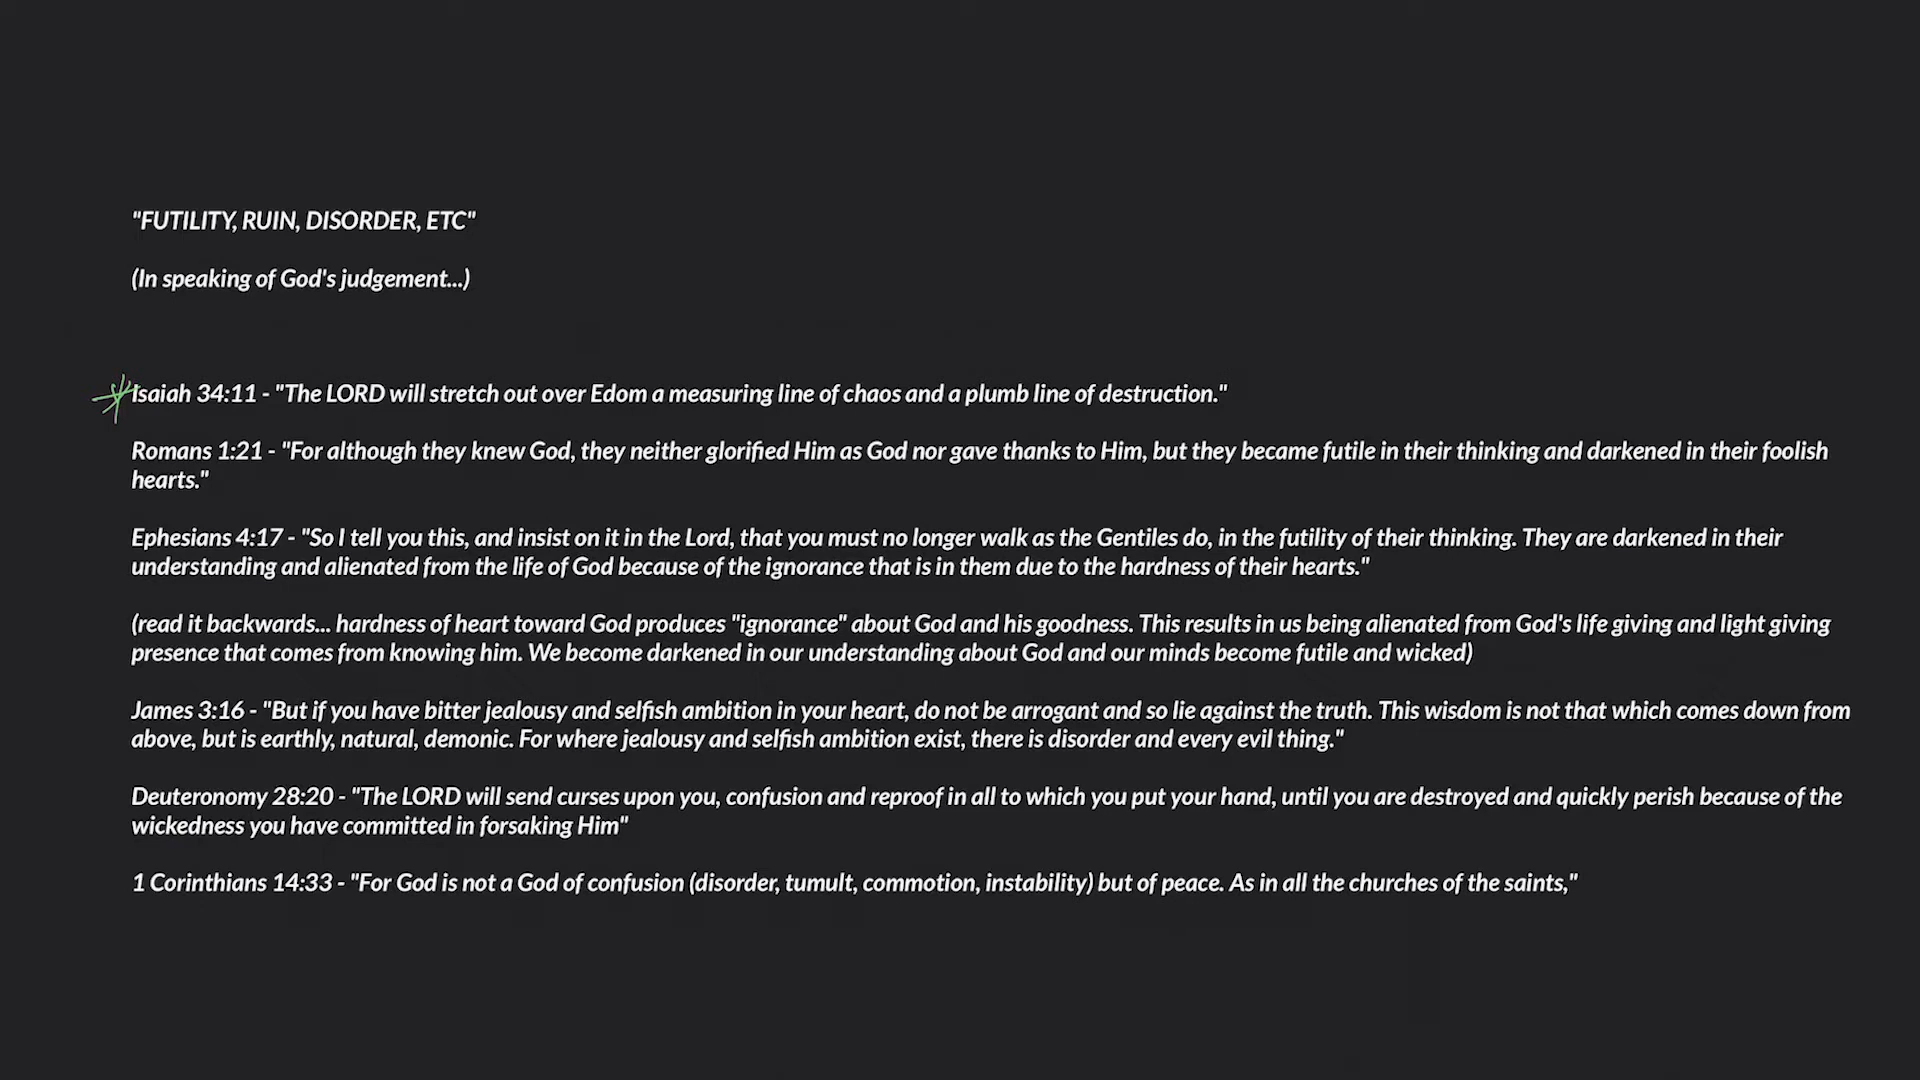 "FUTILITY, RUIN, DISORDER, ETC"
(In speaking of God's judgement...)
Isaiah 34:11 - "The LORD will stretch out over Edom a measuring line of chaos and a plumb line of destruction."
Romans 1:21 - "For although they knew God, they neither glorified Him as God nor gave thanks to Him, but they became futile in their thinking and darkened in their foolish
hearts."
Ephesians 4:17 - "So I tell you this, and insist on it in the Lord, that you must no longer walk as the Gentiles do, in the futility of their thinking. They are darkened in their
understanding and alienated from the life of God because of the ignorance that is in them due to the hardness of their hearts."
(read it backwards... hardness of heart toward God produces "ignorance" about God and his goodness. This results in us being alienated from God's life giving and light giving
presence that comes from knowing him. We become darkened in our understanding about God and our minds become futile and wicked)
James 3:16 - "But if you have bitter jealousy and selfish ambition in your heart, do not be arrogant and so lie against the truth. This wisdom is not that which comes down from
above, but is earthly, natural, demonic. For where jealousy and selfish ambition exist, there is disorder and every evil thing."
Deuteronomy 28:20 - "The LORD will send curses upon you, confusion and reproof in all to which you put your hand, until you are destroyed and quickly perish because of the
wickedness you have committed in forsaking Him"
1 Corinthians 14:33 - "For God is not a God of confusion (disorder, tumult, commotion, instability) but of peace. As in all the churches of the saints,"